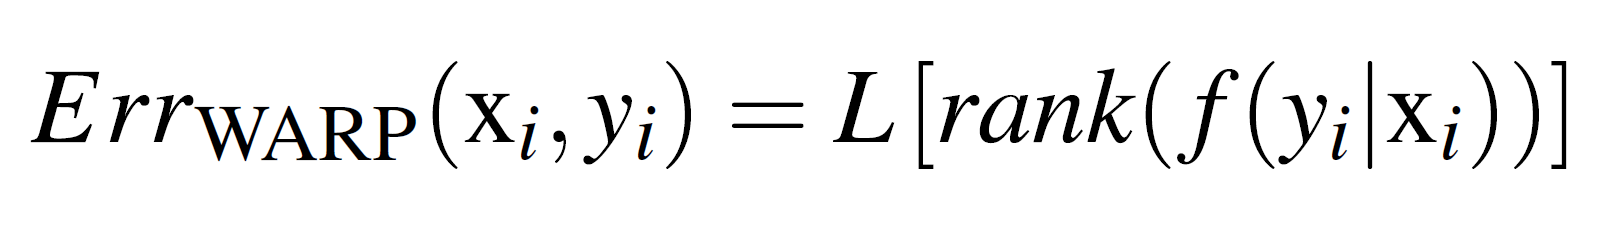 Err_WARP(x_i, y_i) = L[rank(f(y_i|x_i))]